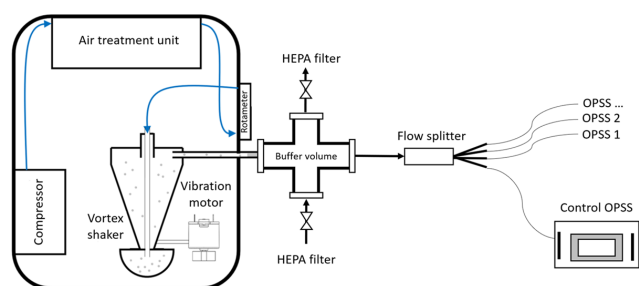 Air treatment unit
HEPA filter
Rotameter
OPSS ...
OPSS 2
OPSS 1
Flow splitter
Buffer volume
Compressor
Vibration
motor
Vortex
shaker
Control OPSS
HEPA filter